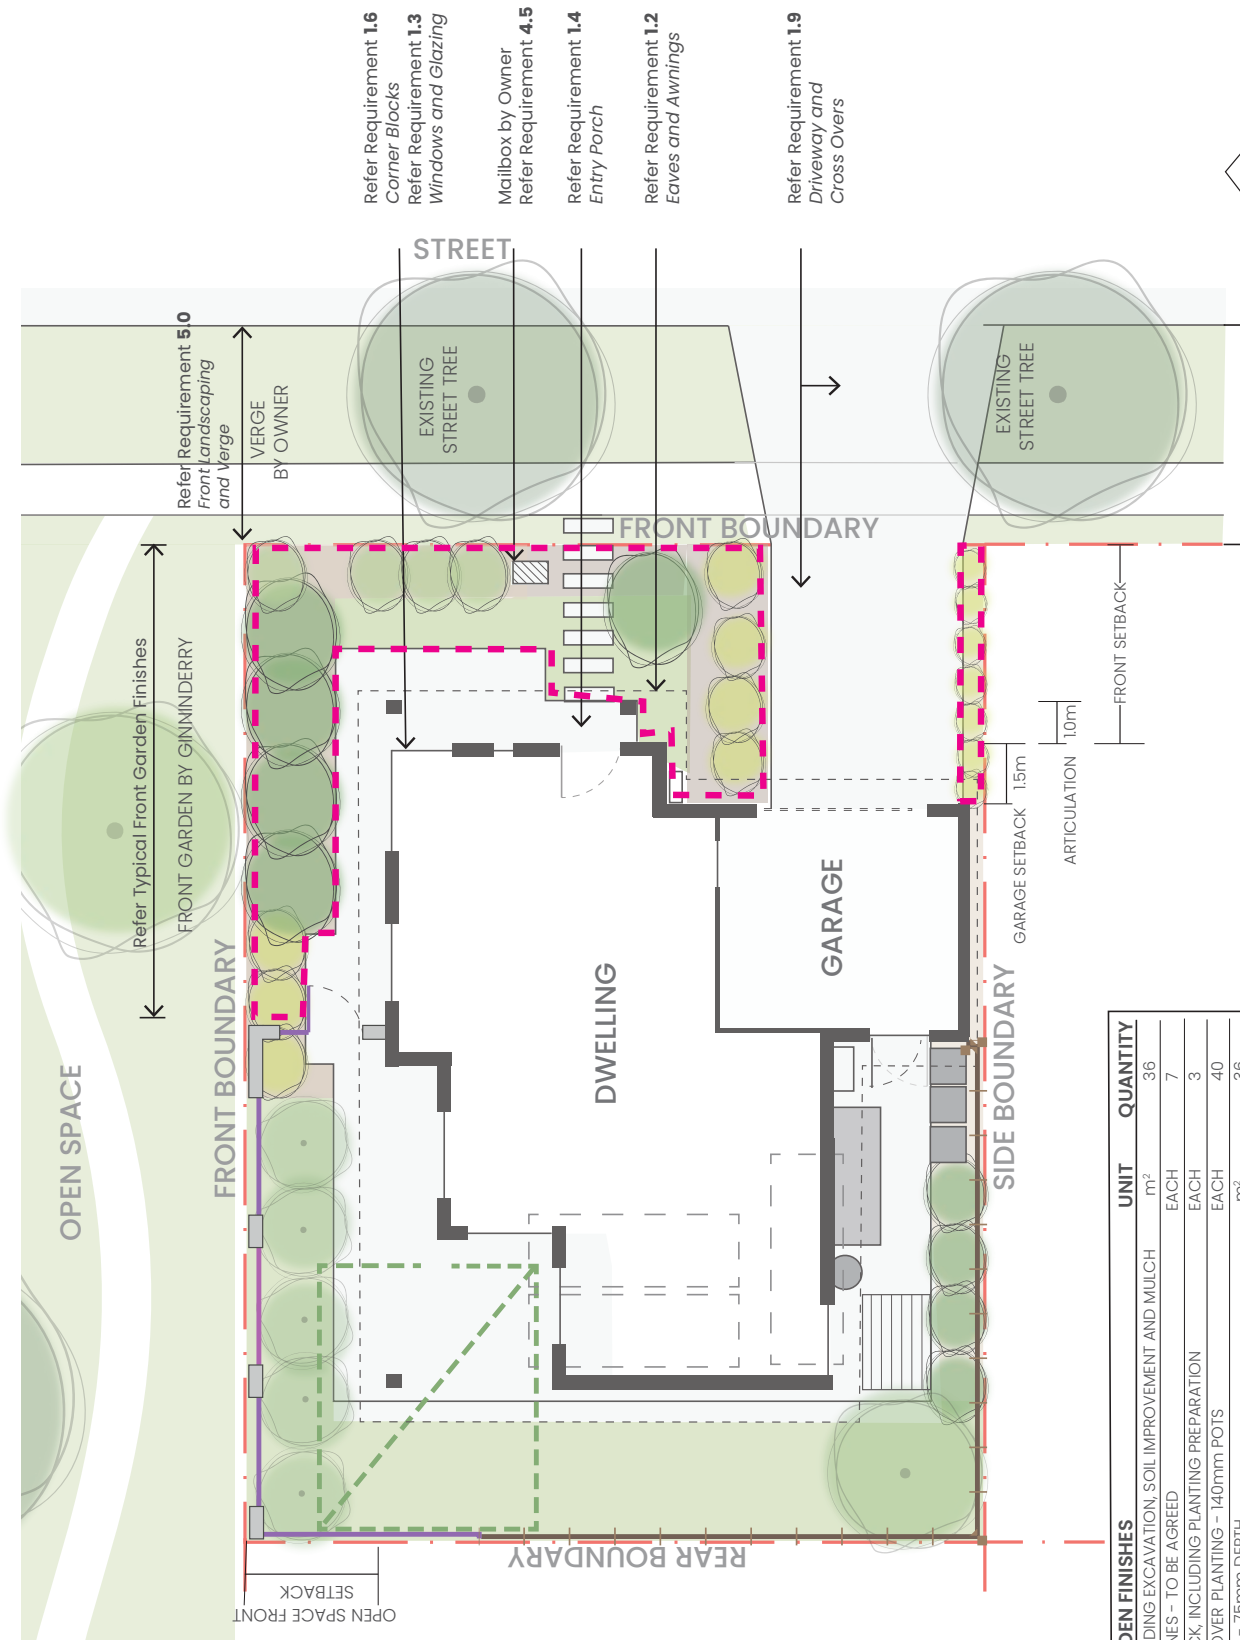 Refer Requirement 1.6
Corner Blocks
Refer Requirement 1.3
Windows and Glazing
Mailbox by Owner
Refer Requirement 4.5
Refer Requirement 1.4
Entry Porch
Refer Requirement 1.2
Eaves and Awnings
Refer Requirement 1.9
Driveway and
Cross Overs
STREET
Refer Requirement 5.0
Front Landscaping
and Verge
VERGE
BY OWNER
EXISTING
STREET TREE
EXISTING
STREET TREE
FRONT BOUNDARY
Refer Typical Front Garden Finishes
FRONT GARDEN BY GINNINDERRY
FRONT SETBACK
1.0m
ARTICULATION
1.5m
GARAGE SETBACK
GARAGE
DWELLING
FRONT BOUNDARY
OPEN SPACE
SIDE BOUNDARY
REAR BOUNDARY
OPEN SPACE FRONT
SETBACK
DEN FINISHES UNIT QUANTITY
DING EXCAVATION, SOIL IMPROVEMENT AND MULCH m² 36
NES - TO BE AGREED EACH 7
CK, INCLUDING PLANTING PREPARATION EACH 3
OVER PLANTING - 140mm POTS EACH 40
- 75mm DEPTH m² 36